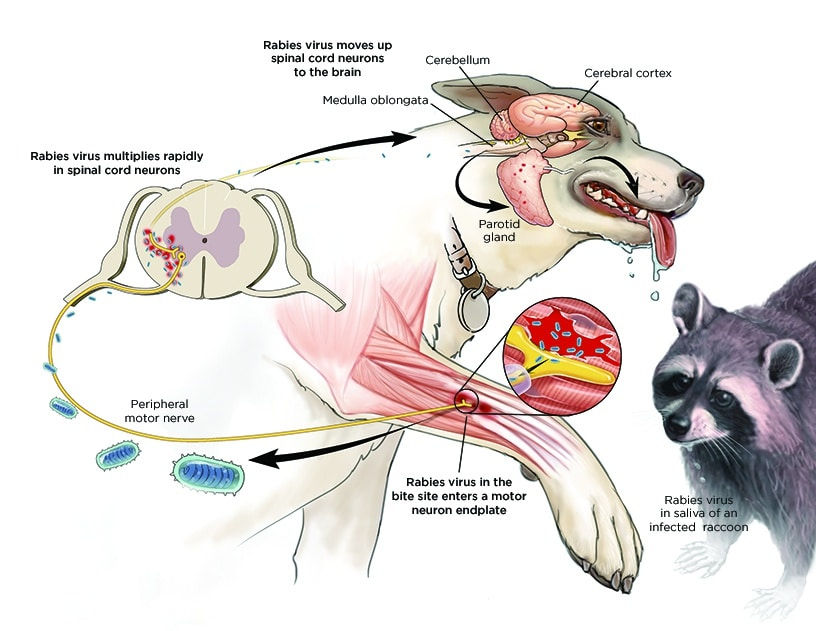 Rabies virus moves up
spinal cord neurons
to the brain
Cerebellum
Cerebral cortex
Medulla oblongata
Rabies virus multiplies rapidly
in spinal cord neurons
Parotid
gland
Peripheral
motor nerve
Rabies virus in the
bite site enters a motor
neuron endplate
Rabies virus
in saliva of an
infected raccoon